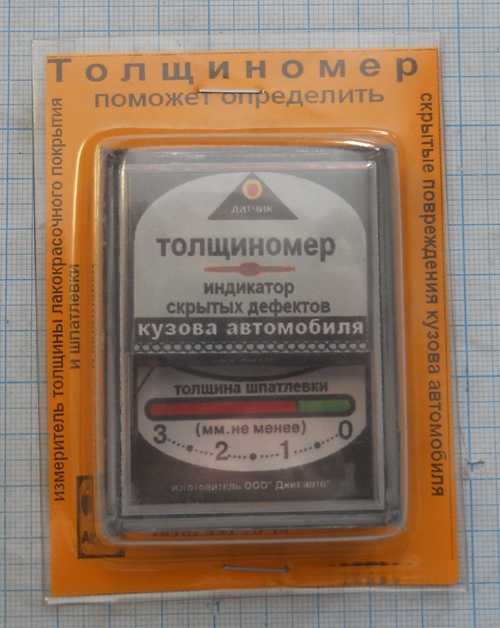 Толщиномер
поможет определить
измеритель толщины лакокрасочного покрытия
и шпатлевки
скрытые повреждения кузова автомобиля
датчик
толщиномер
индикатор
скрытых дефектов
кузова автомобиля
толщина шпатлевки
(мм.не менее)
3 2 1 0
изготовитель ООО" Джет авто"